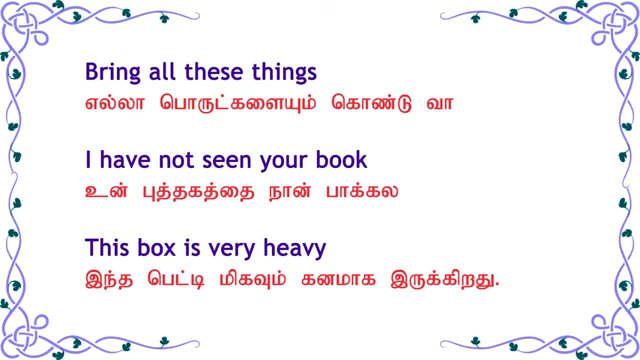 Bring all these things
எல்லா பொருட்களையும் கொண்டு வா
I have not seen your book
உன் புத்தகத்தை நான் பாக்கல
This box is very heavy
இந்த பெட்டி மிகவும் கனமாக இருக்கிறது.